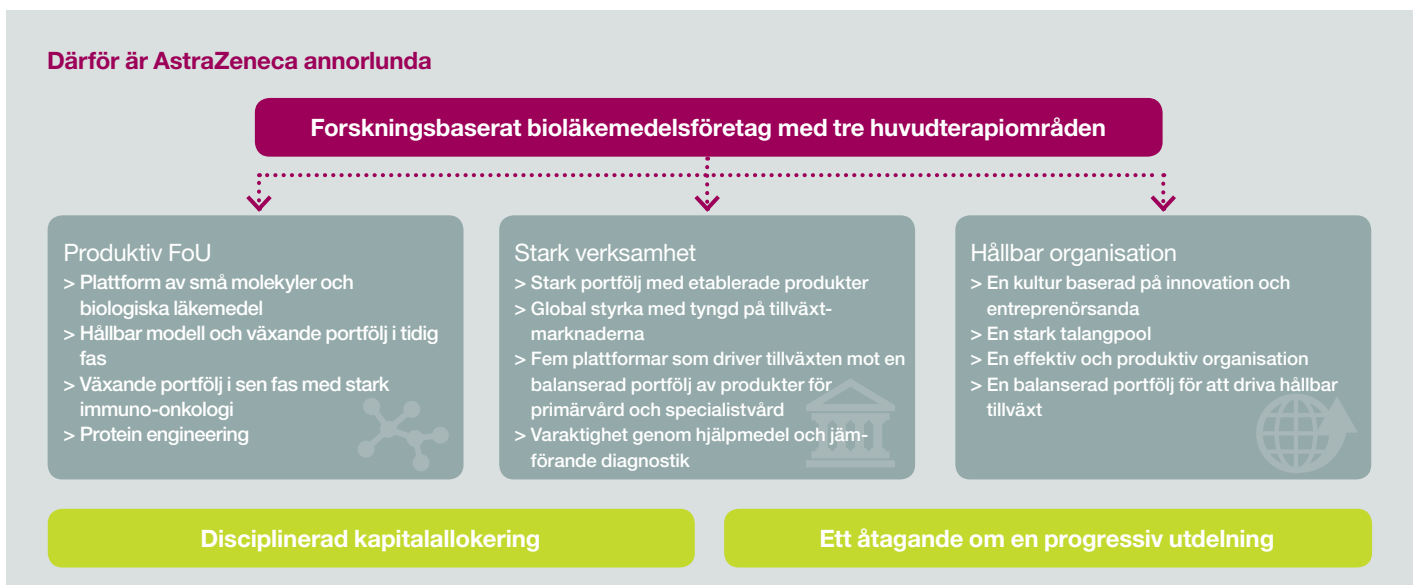 Därför är AstraZeneca annorlunda
Forskningsbaserat bioläkemedelsföretag med tre huvudterapiområden
Produktiv FoU
> Plattform av små molekyler och
biologiska läkemedel
> Hållbar modell och växande portfölj i tidig
fas
> Växande portfölj i sen fas med stark
immuno-onkologi
> Protein engineering
Stark verksamhet
> Stark portfölj med etablerade produkter
> Global styrka med tyngd på tillväxt-
marknaderna
> Fem plattformar som driver tillväxten mot en
balanserad portfölj av produkter för
primärvård och specialistvård
> Varaktighet genom hjälpmedel och jäm-
förande diagnostik
Hållbar organisation
> En kultur baserad på innovation och
entreprenörsanda
> En stark talangpool
> En effektiv och produktiv organisation
> En balanserad portfölj för att driva hållbar
tillväxt
Disciplinerad kapitalallokering
Ett åtagande om en progressiv utdelning